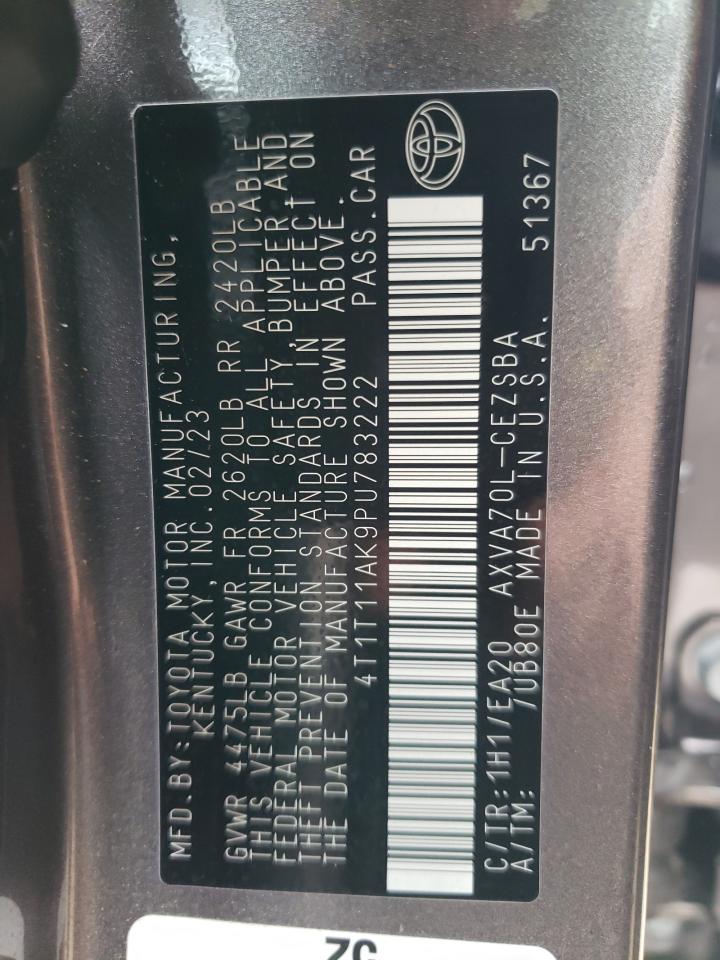 MFD.BY:TOYOTA MOTOR MANUFACTURING,
KENTUCKY,INC.02/23
GVWR 4475LB GAWR FR 2620LB RR 2420LB
THIS VEHICLE CONFORMS TO ALL APPLICABLE
FEDERAL MOTOR VEHICLE SAFETY,BUMPER,AND
THEFT PREVENTION STANDARDS IN EFFECT ON
THE DATE OF MANUFACTURE SHOWN ABOVE.
4T1T11AK9PU783222 PASS.CAR
C/TR:1H1/EA20 AXVA70L-CEZSBA 51367
A/TM: /UB80E MADE IN U.S.A.